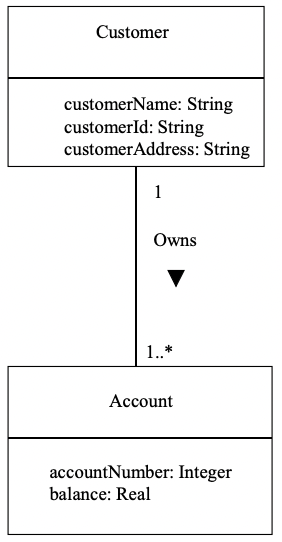 Customer
customerName: String
customerId: String
customerAddress: String
1
Owns
1..*
Account
accountNumber: Integer
balance: Real